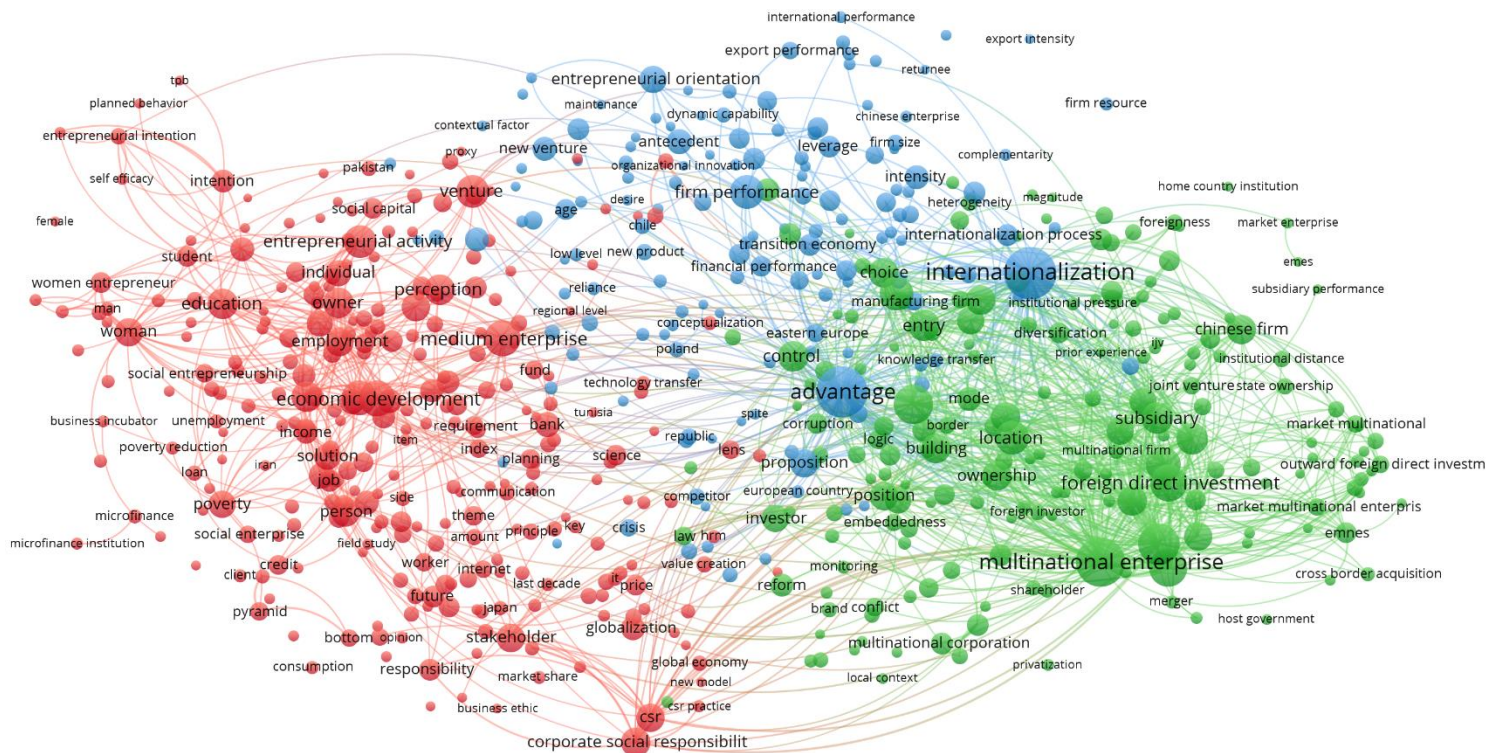 international performance
export intensity
export performance
returnee
tpb
entrepreneurial orientation
planned behavior
maintenance
firm resource
dynamic capability
chinese enterprise
contextual factor
entrepreneurial intention
new venture
antecedent
leverage
firm size
proxy
complementarity
pakistan
organizational innovation
self efficacy
intention
intensity
venture
firm performance
home country institution
desire
heterogeneity
magnitude
social capital
age
female
chile
foreignness
market enterprise
internationalization process
entrepreneurial activity
transition economy
low level
new product
student
emes
financial performance
choice
internationalization
individual
women entrepreneur
perception
reliance
subsidiary performance
owner
education
manufacturing firm
institutional pressure
man
regional level
conceptualization
entry
woman
eastern europe
diversification
chinese firm
employment
medium enterprise
ijv
poland
control
knowledge transfer
prior experience
institutional distance
fund
social entrepreneurship
technology transfer
joint venture
state ownership
advantage
economic development
mode
tunisia
spite
border
subsidiary
business incubator
unemployment
requirement
corruption
market multinational
bank
income
republic
logic
location
item
poverty reduction
index
building
lens
multinational firm
solution
science
planning
proposition
outward foreign direct investm
iran
loan
ownership
job
foreign direct investment
european country
communication
side
competitor
position
poverty
market multinational enterpris
person
theme
microfinance
foreign investor
investor
embeddedness
crisis
key
principle
social enterprise
amount
law
hrm
emnes
microfinance institution
field study
value creation
multinational enterprise
credit
worker
internet
monitoring
client
cross border acquisition
it
last decade
price
reform
shareholder
future
merger
japan
pyramid
brand
conflict
host government
globalization
stakeholder
bottom
opinion
multinational corporation
global economy
consumption
responsibility
privatization
market share
new model
local context
business ethic
csr practice
csr
corporate social responsibilit